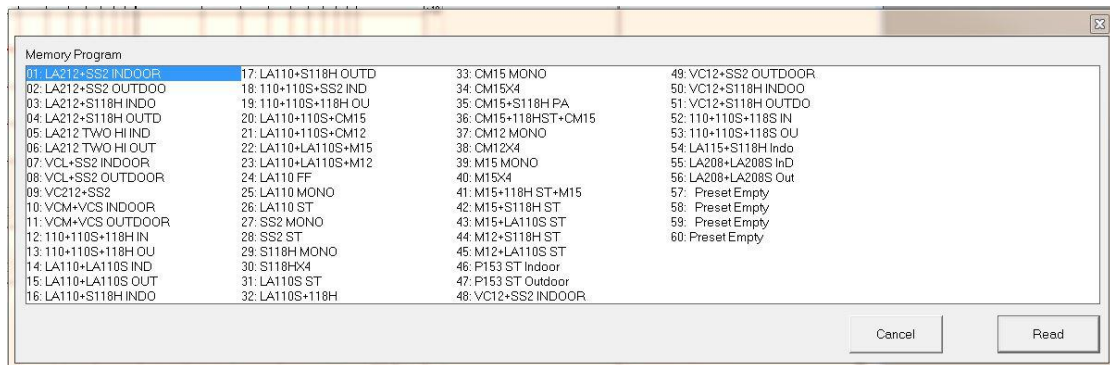 Memory Program
01: LA212+SS2 INDOOR
02: LA212+SS2 OUTDOO
03: LA212+S118H INDO
04: LA212+S118H OUTD
05: LA212 TWO HI IND
06: LA212 TWO HI OUT
07: VCL+SS2 INDOOR
08: VCL+SS2 OUTDOOR
09: VC212+SS2
10: VCM+VCS INDOOR
11: VCM+VCS OUTDOOR
12: 110+110S+118H IN
13: 110+110S+118H OU
14: LA110+LA110S IND
15: LA110+LA110S OUT
16: LA110+S118H INDO
17: LA110+S118H OUTD
18: 110+110S+SS2 IND
19: 110+110S+118H OU
20: LA110+110S+CM15
21: LA110+110S+CM12
22: LA110+LA110S+M15
23: LA110+LA110S+M12
24: LA110 FF
25: LA110 MONO
26: LA110 ST
27: SS2 MONO
28: SS2 ST
29: S118H MONO
30: S118HX4
31: LA110S ST
32: LA110S+118H
33: CM15 MONO
34: CM15X4
35: CM15+S118H PA
36: CM15+118HST+CM15
37: CM12 MONO
38: CM12X4
39: M15 MONO
40: M15X4
41: M15+118H ST+M15
42: M15+S118H ST
43: M15+LA110S ST
44: M12+S118H ST
45: M12+LA110S ST
46: P153 ST Indoor
47: P153 ST Outdoor
48: VC12+SS2 INDOOR
49: VC12+SS2 OUTDOOR
50: VC12+S118H INDOO
51: VC12+S118H OUTDO
52: 110+110S+118S IN
53: 110+110S+118S OU
54: LA115+S118H Indo
55: LA208+LA208S InD
56: LA208+LA208S Out
57: Preset Empty
58: Preset Empty
59: Preset Empty
60: Preset Empty
Cancel
Read